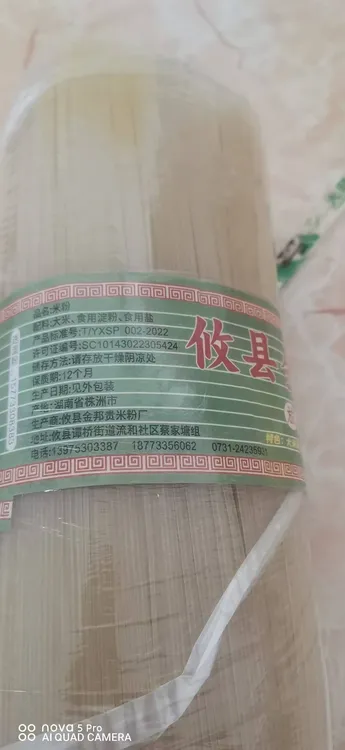 品名:米粉
配料:大米、食用淀粉、食用盐
产品标准号:T/YXSP 002-2022
许可证编号:SC10143022305424
储存方法:请存放干燥阴凉处
保质期:12个月
生产日期:见外包装
产地:湖南省株洲市
生产商:攸县金邦贡米粉厂
地址:攸县谭桥街道流和社区蔡家塘组
电话:13975303387 18773356062 0731-24235931
攸县
特色:
nova 5 Pro
AI QUAD CAMERA